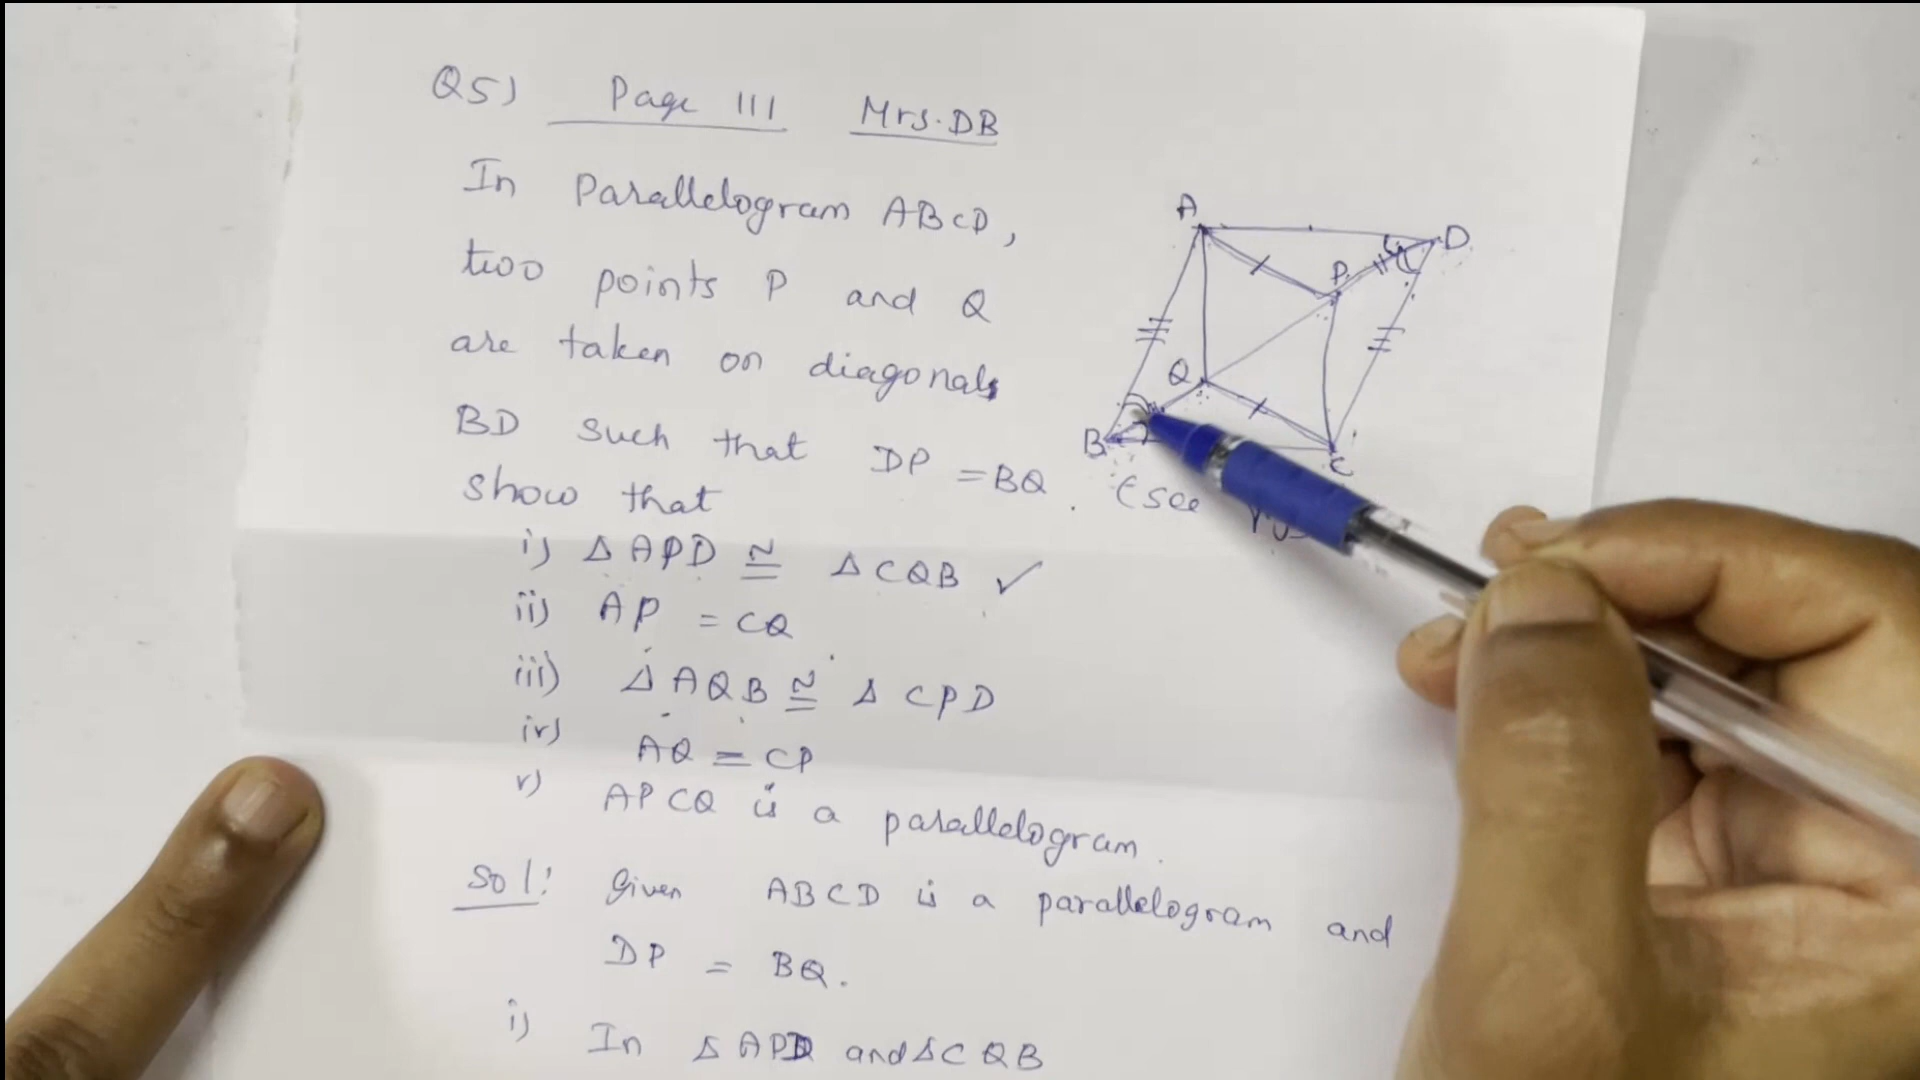 Q5) Page 111 Mrs. DB
In Parallelogram ABCD,
two points P and Q
are taken on diagonals
BD such that DP = BQ. (see
show that
i) Δ APD ≅ Δ CQB ✓
ii) AP = CQ
iii) Δ AQB ≅ Δ CPD
iv) AQ = CP
v) APCQ is a parallelogram.
Sol: Given ABCD is a parallelogram and
DP = BQ.
i) In Δ APD and Δ CQB
A
D
P
Q
B
C